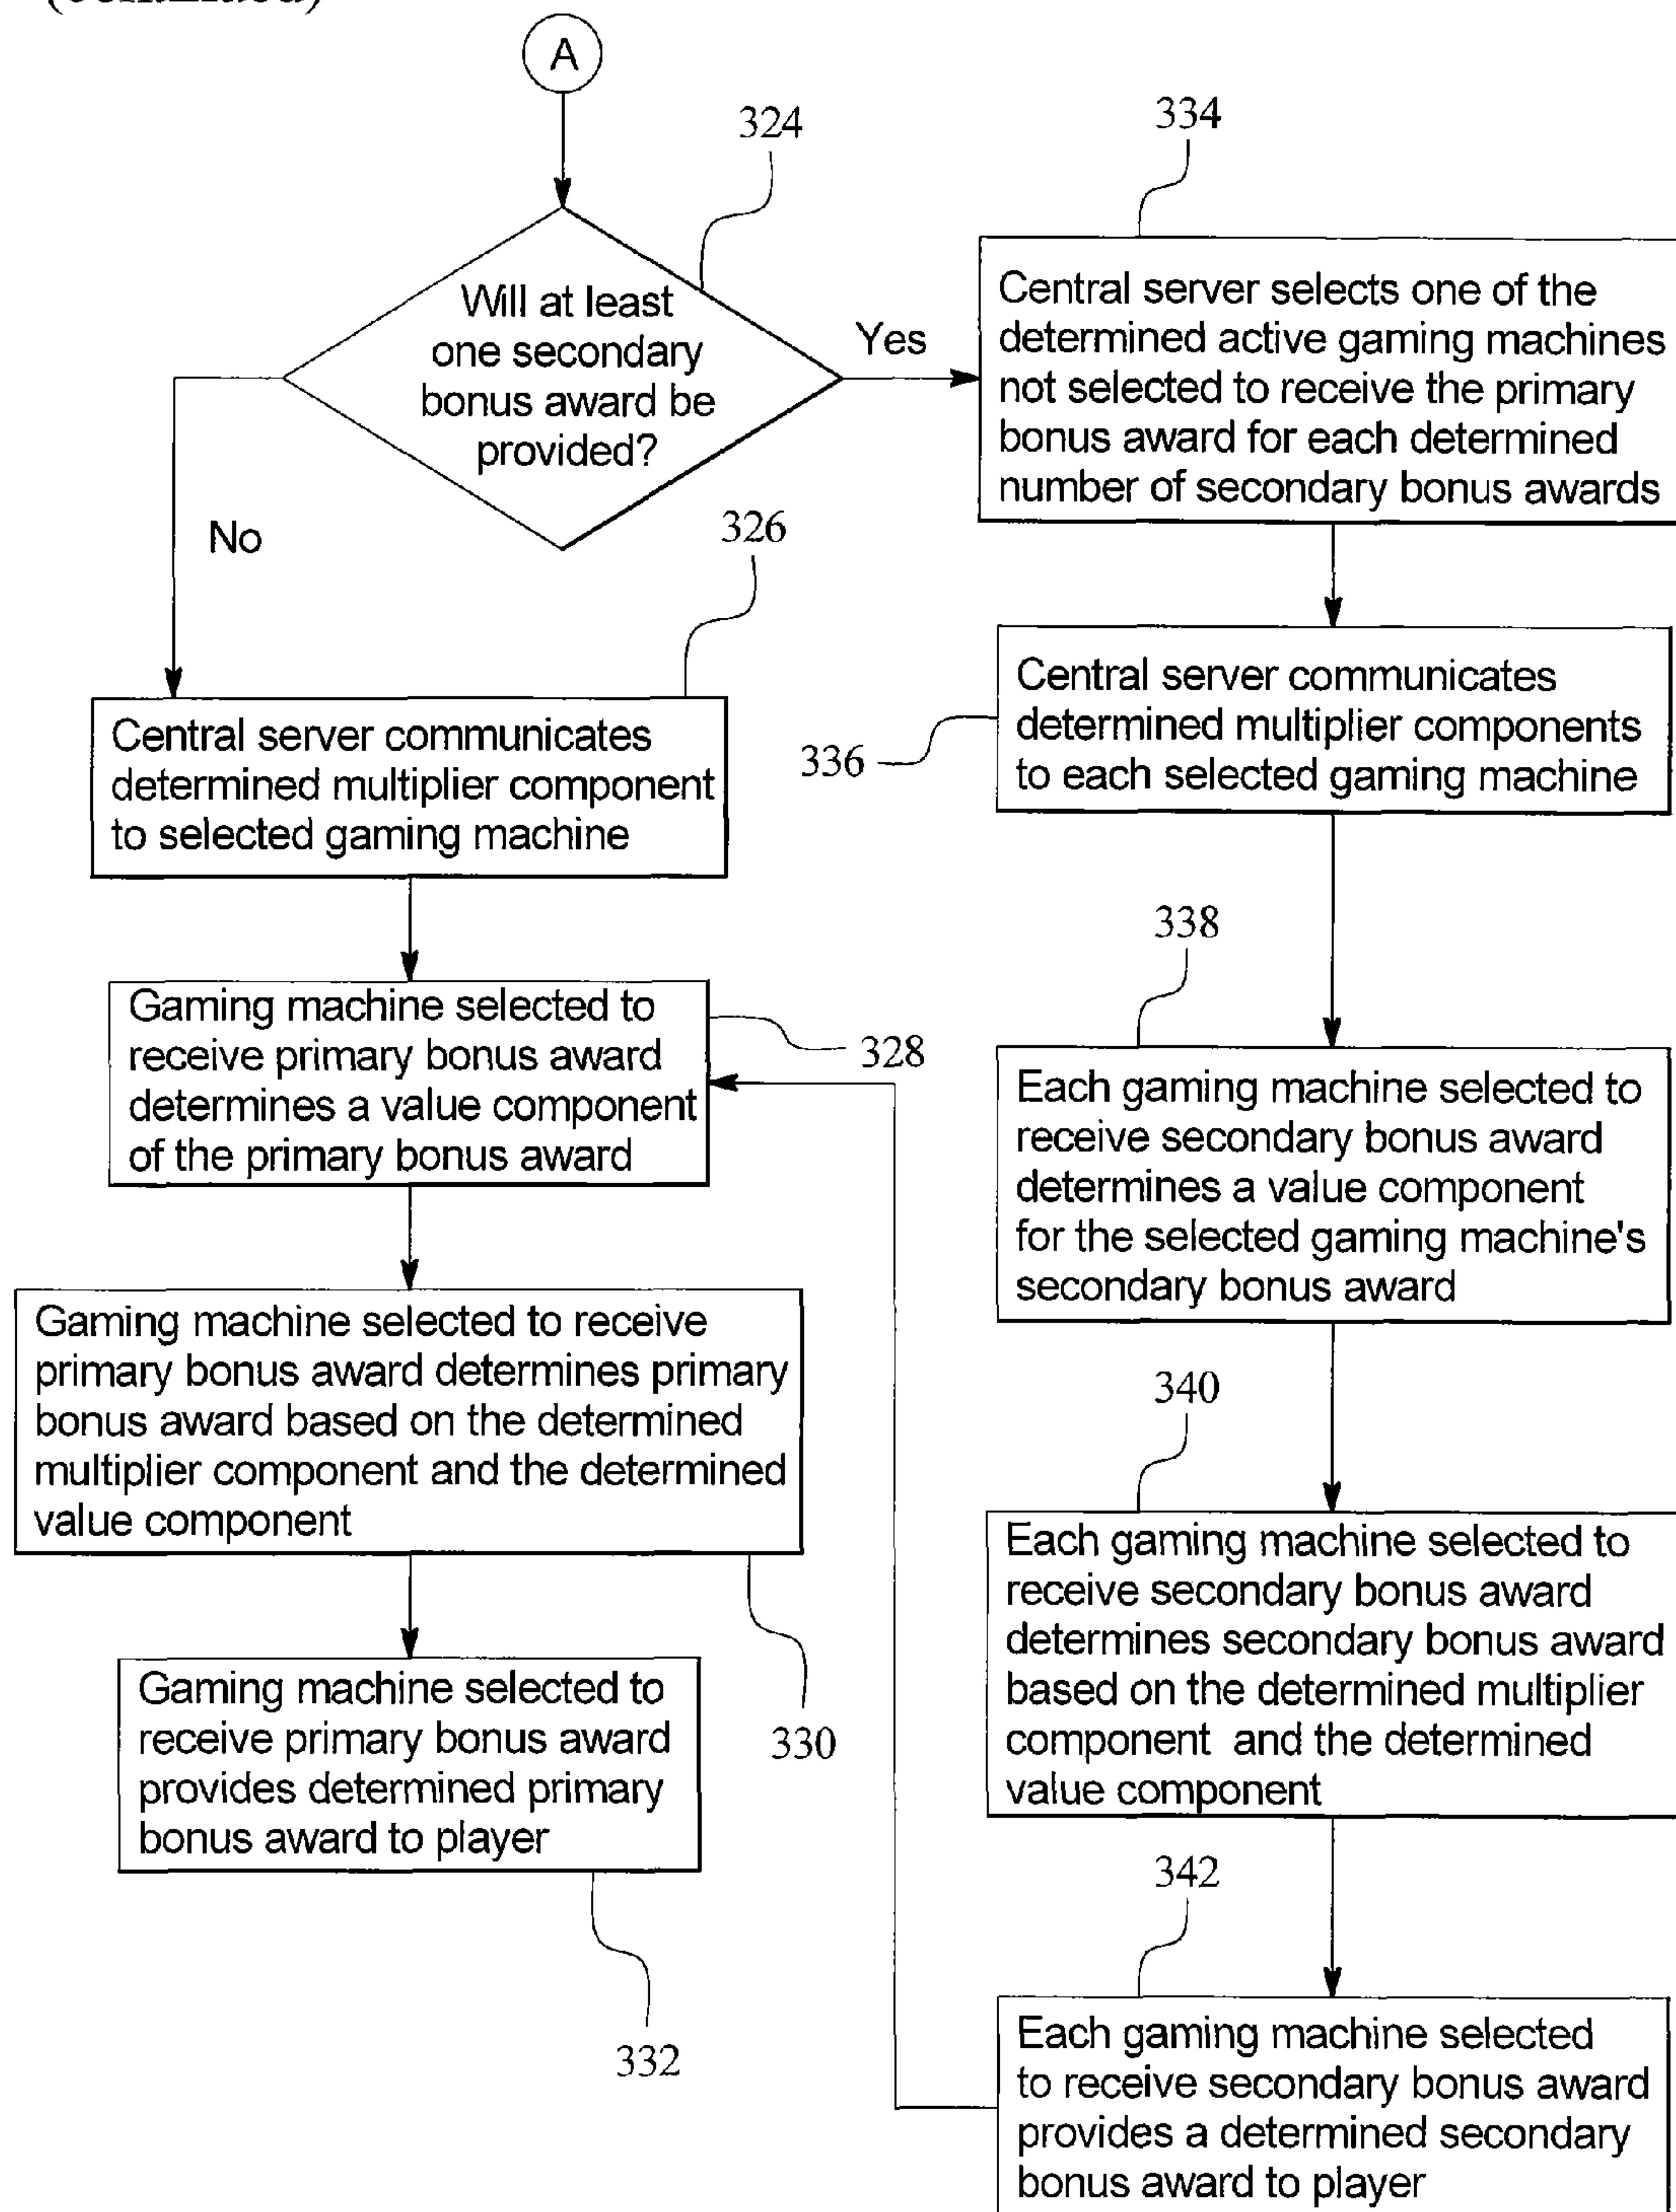 (continued)
A
324
Will at least
one secondary
bonus award be
provided?
Yes
No
334
Central server selects one of the
determined active gaming machines
not selected to receive the primary
bonus award for each determined
number of secondary bonus awards
326
Central server communicates
determined multiplier component
to selected gaming machine
336
Central server communicates
determined multiplier components
to each selected gaming machine
328
Gaming machine selected to
receive primary bonus award
determines a value component
of the primary bonus award
338
Each gaming machine selected to
receive secondary bonus award
determines a value component
for the selected gaming machine's
secondary bonus award
Gaming machine selected to receive
primary bonus award determines primary
bonus award based on the determined
multiplier component and the determined
value component
330
340
Each gaming machine selected to
receive secondary bonus award
determines secondary bonus award
based on the determined multiplier
component and the determined
value component
Gaming machine selected to
receive primary bonus award
provides determined primary
bonus award to player
332
342
Each gaming machine selected
to receive secondary bonus award
provides a determined secondary
bonus award to player